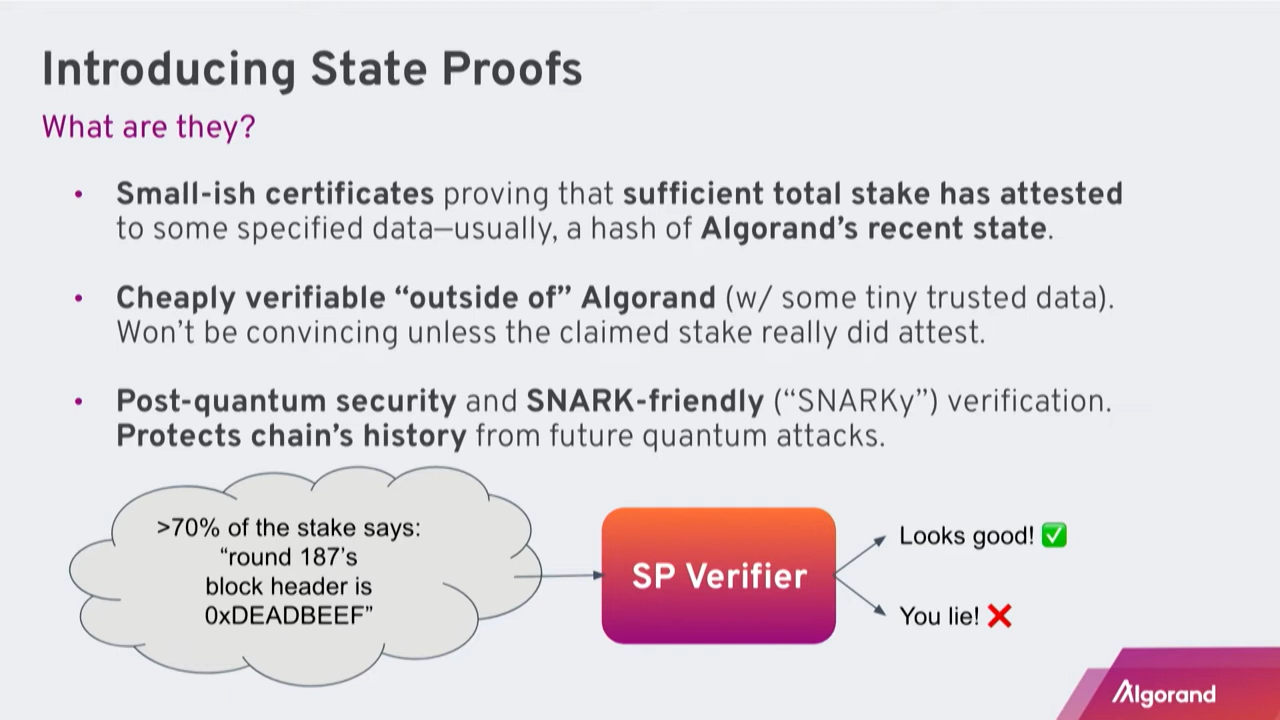 Introducing State Proofs
What are they?
• Small-ish certificates proving that sufficient total stake has attested
to some specified data—usually, a hash of Algorand’s recent state.
• Cheaply verifiable “outside of” Algorand (w/ some tiny trusted data).
Won’t be convincing unless the claimed stake really did attest.
• Post-quantum security and SNARK-friendly (“SNARKy”) verification.
Protects chain’s history from future quantum attacks.
>70% of the stake says:
“round 187’s
block header is
0xDEADBEEF”
SP Verifier
Looks good! ✅
You lie! ❌
Algorand